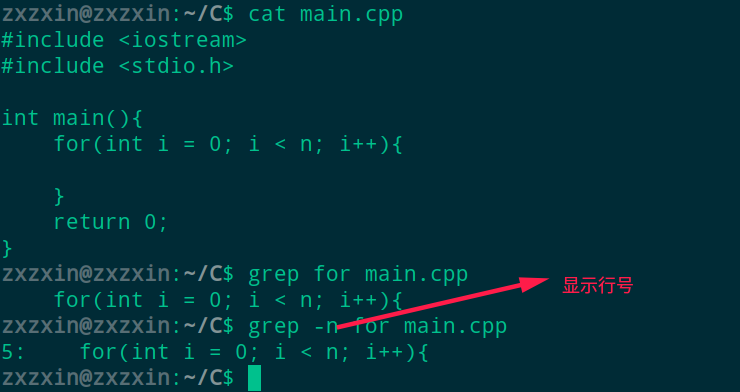 zxzxin@zxzxin:~/C$ cat main.cpp
#include <iostream>
#include <stdio.h>
int main(){
    for(int i = 0; i < n; i++){
    }
    return 0;
}
zxzxin@zxzxin:~/C$ grep for main.cpp
    for(int i = 0; i < n; i++){
zxzxin@zxzxin:~/C$ grep -n for main.cpp
5:    for(int i = 0; i < n; i++){
zxzxin@zxzxin:~/C$
显示行号